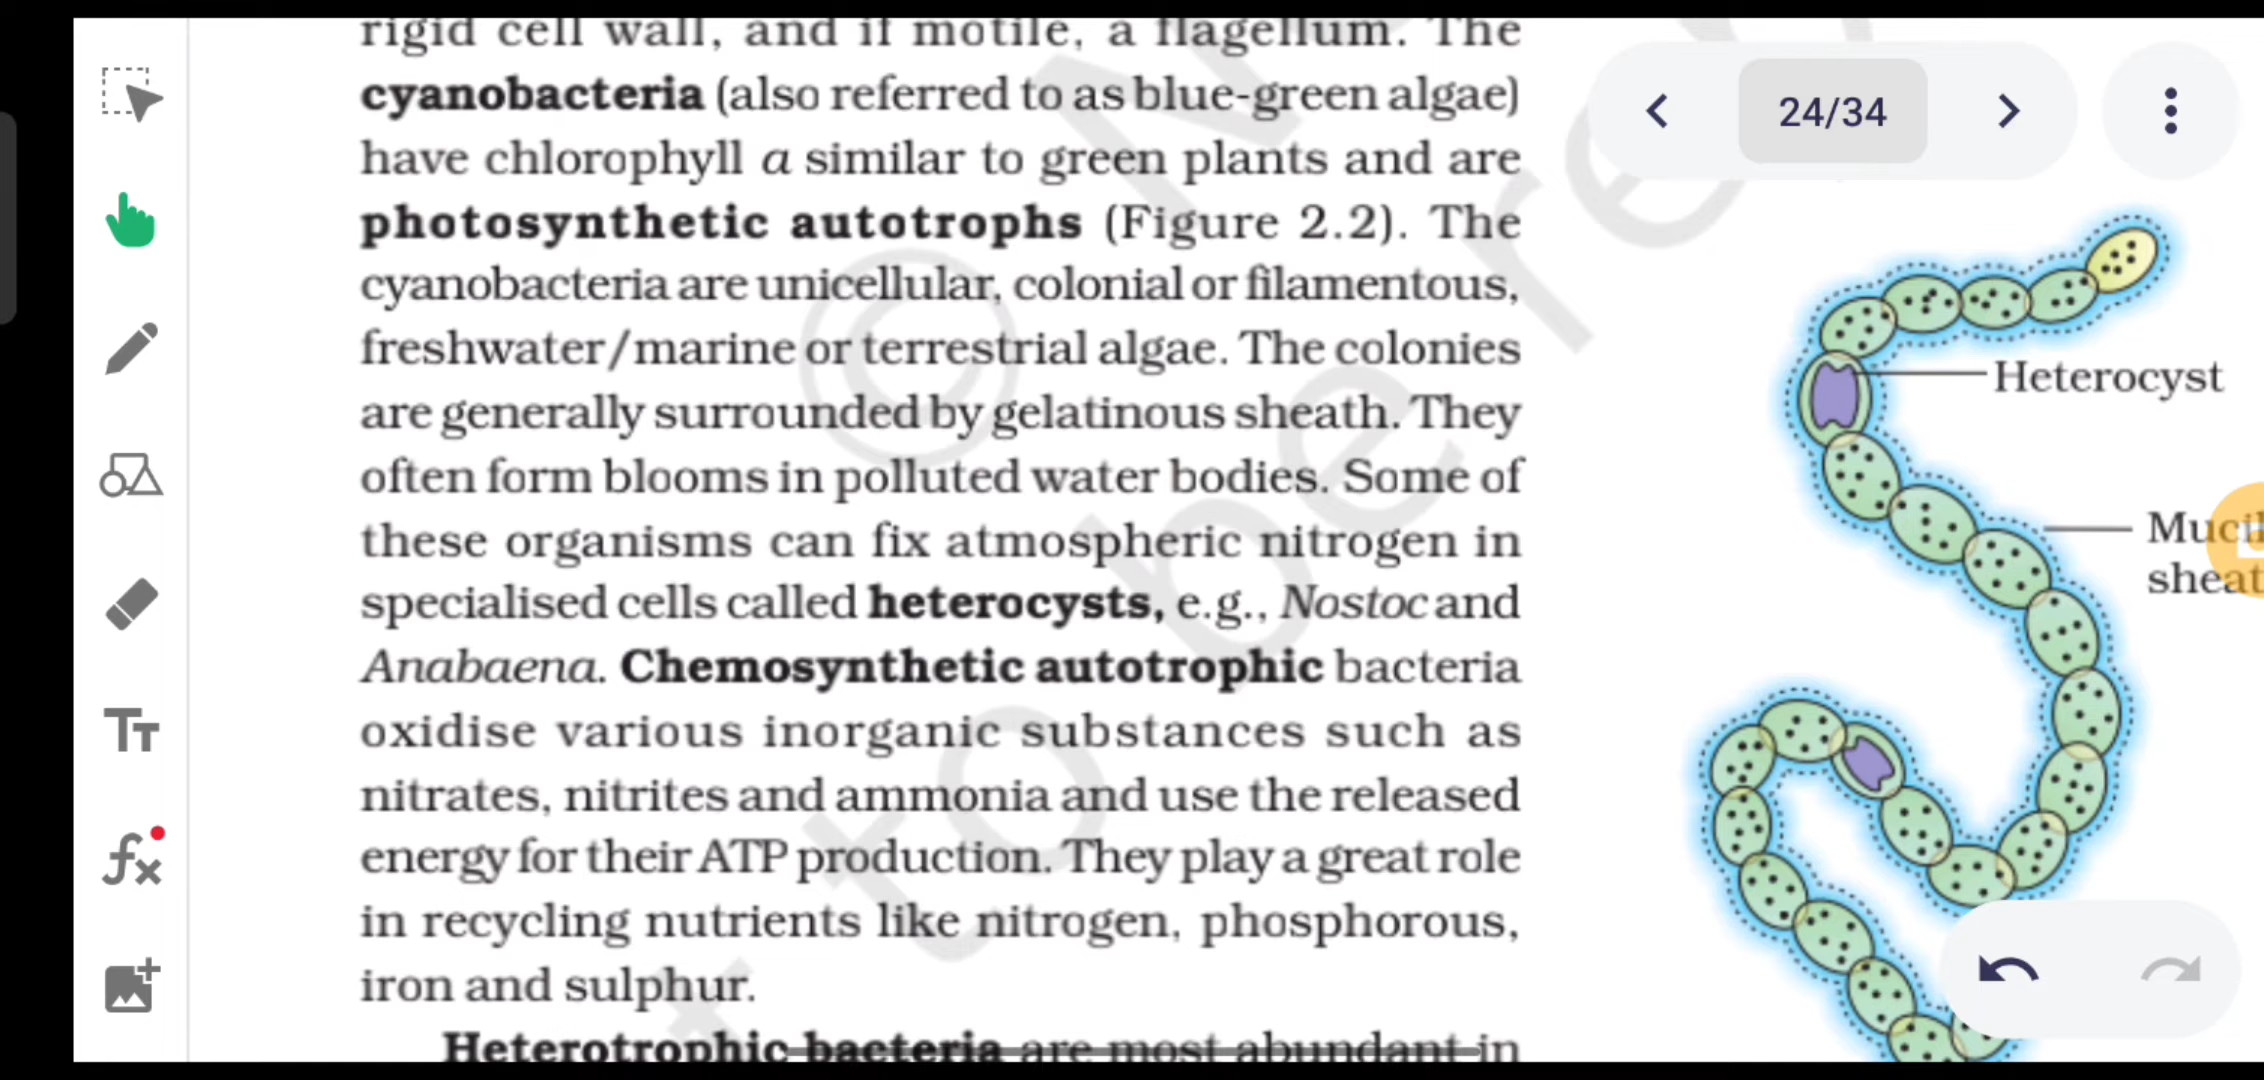 rigid cell wall, and if motile, a flagellum. The
cyanobacteria (also referred to as blue-green algae)
have chlorophyll a similar to green plants and are
photosynthetic autotrophs (Figure 2.2). The
cyanobacteria are unicellular, colonial or filamentous,
freshwater/marine or terrestrial algae. The colonies
are generally surrounded by gelatinous sheath. They
often form blooms in polluted water bodies. Some of
these organisms can fix atmospheric nitrogen in
specialised cells called heterocysts, e.g., Nostoc and
Anabaena. Chemosynthetic autotrophic bacteria
oxidise various inorganic substances such as
nitrates, nitrites and ammonia and use the released
energy for their ATP production. They play a great role
in recycling nutrients like nitrogen, phosphorous,
iron and sulphur.
Heterotrophic bacteria are most abundant in
24/34
Heterocyst
Tт
fx
to be